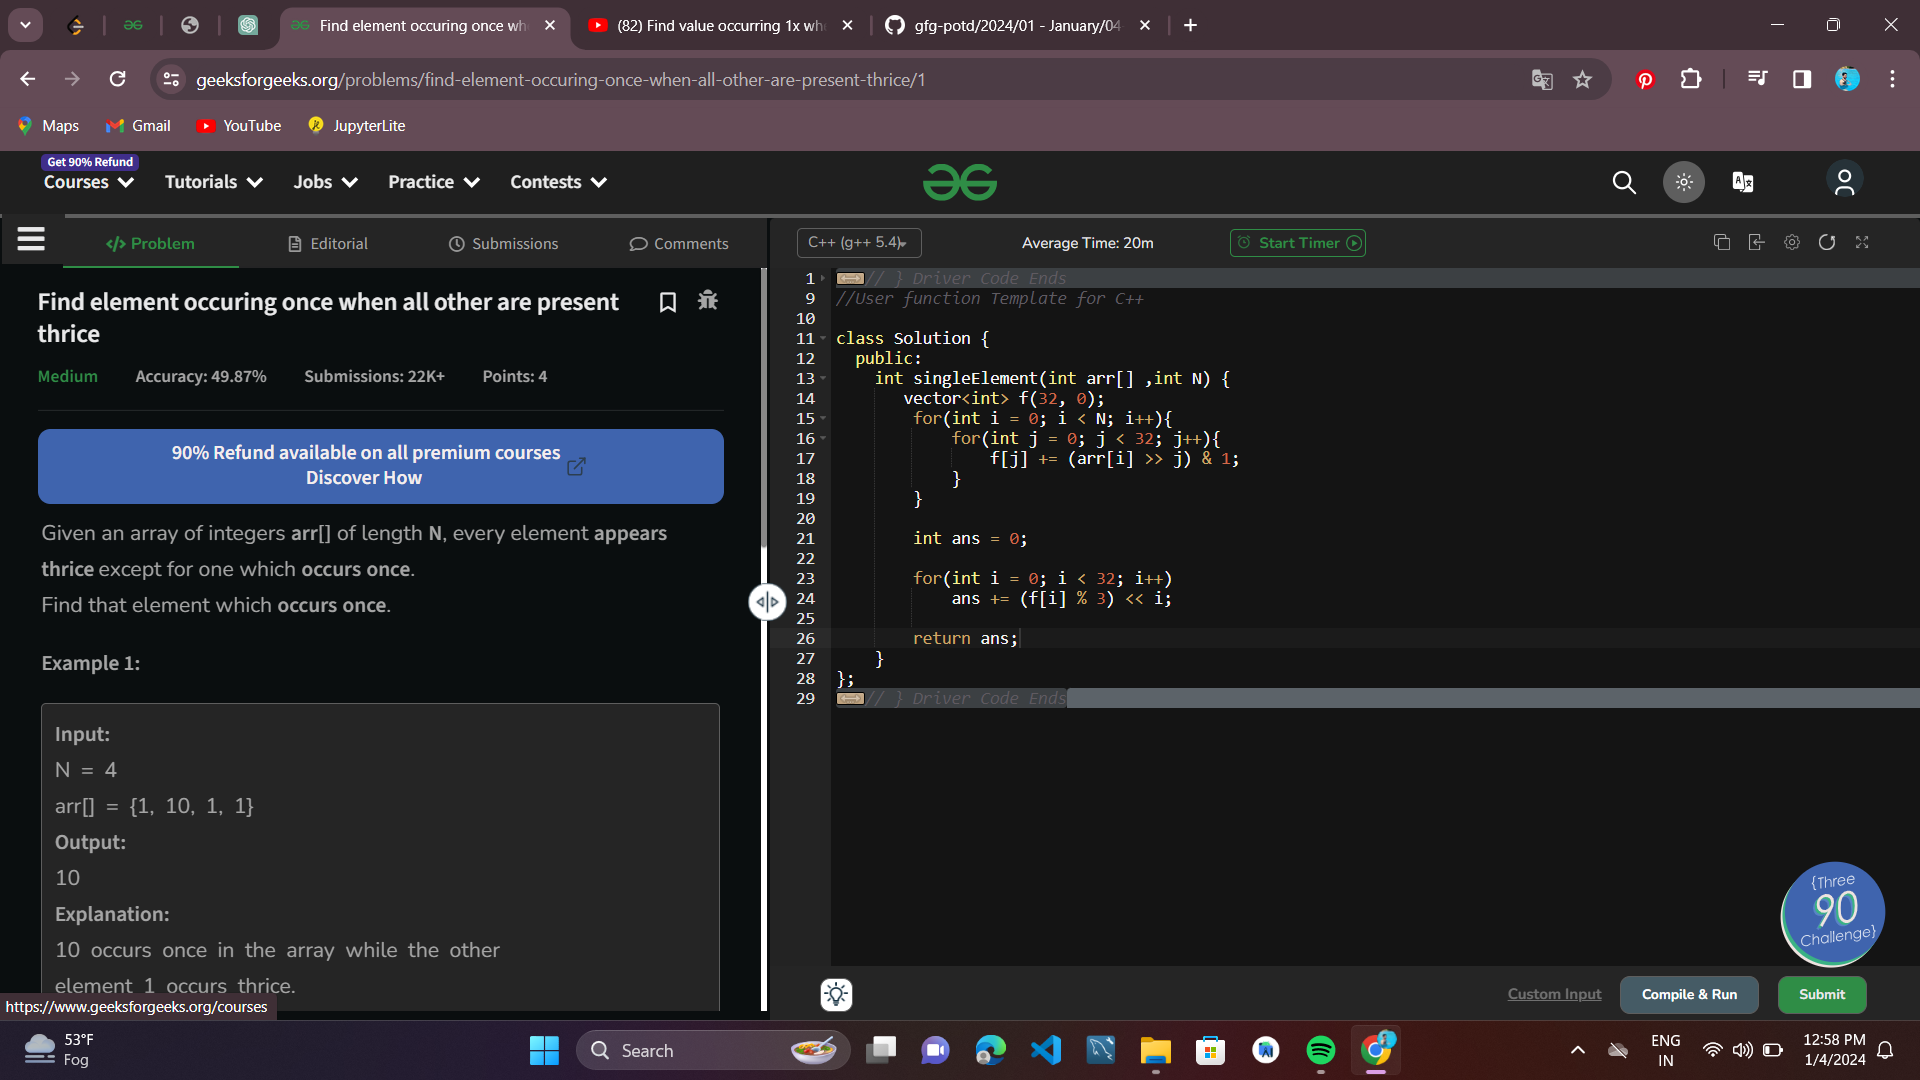 Find element occuring once wh
(82) Find value occurring 1x wh
gfg-potd/2024/01 - January/04
geeksforgeeks.org/problems/find-element-occuring-once-when-all-other-are-present-thrice/1
Maps
Gmail
YouTube
JupyterLite
Get 90% Refund
Courses
Tutorials
Jobs
Practice
Contests
</> Problem
Editorial
Submissions
Comments
C++ (g++ 5.4)
Average Time: 20m
Start Timer
Find element occuring once when all other are present
thrice
Medium
Accuracy: 49.87%
Submissions: 22K+
Points: 4
90% Refund available on all premium courses
Discover How
Given an array of integers arr[] of length N, every element appears
thrice except for one which occurs once.
Find that element which occurs once.
Example 1:
Input:
N = 4
arr[] = {1, 10, 1, 1}
Output:
10
Explanation:
10 occurs once in the array while the other
element 1 occurs thrice.
https://www.geeksforgeeks.org/courses
1 // } Driver Code Ends
9 //User function Template for C++
10
11 class Solution {
12 public:
13 int singleElement(int arr[] ,int N) {
14 vector<int> f(32, 0);
15 for(int i = 0; i < N; i++){
16 for(int j = 0; j < 32; j++){
17 f[j] += (arr[i] >> j) & 1;
18 }
19 }
20
21 int ans = 0;
22
23 for(int i = 0; i < 32; i++)
24 ans += (f[i] % 3) << i;
25
26 return ans;
27 }
28 };
29 // } Driver Code Ends
{Three
90
Challenge}
Custom Input
Compile & Run
Submit
53°F
Fog
Search
ENG
IN
12:58 PM
1/4/2024